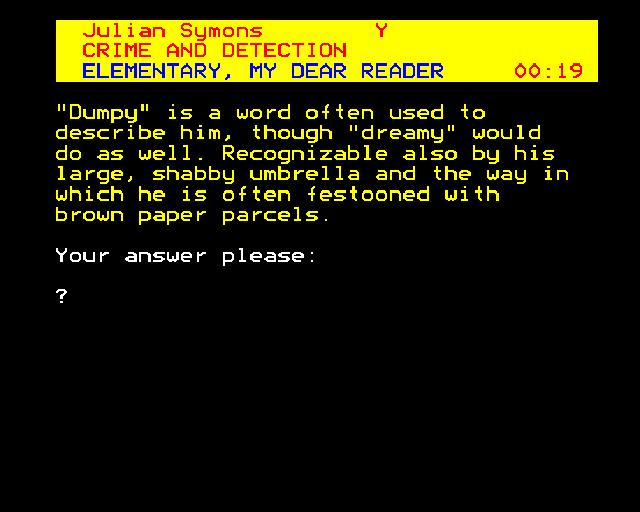 Julian Symons Y
CRIME AND DETECTION
ELEMENTARY, MY DEAR READER 00:19
"Dumpy" is a word often used to
describe him, though "dreamy" would
do as well. Recognizable also by his
large, shabby umbrella and the way in
which he is often festooned with
brown paper parcels.
Your answer please:
?